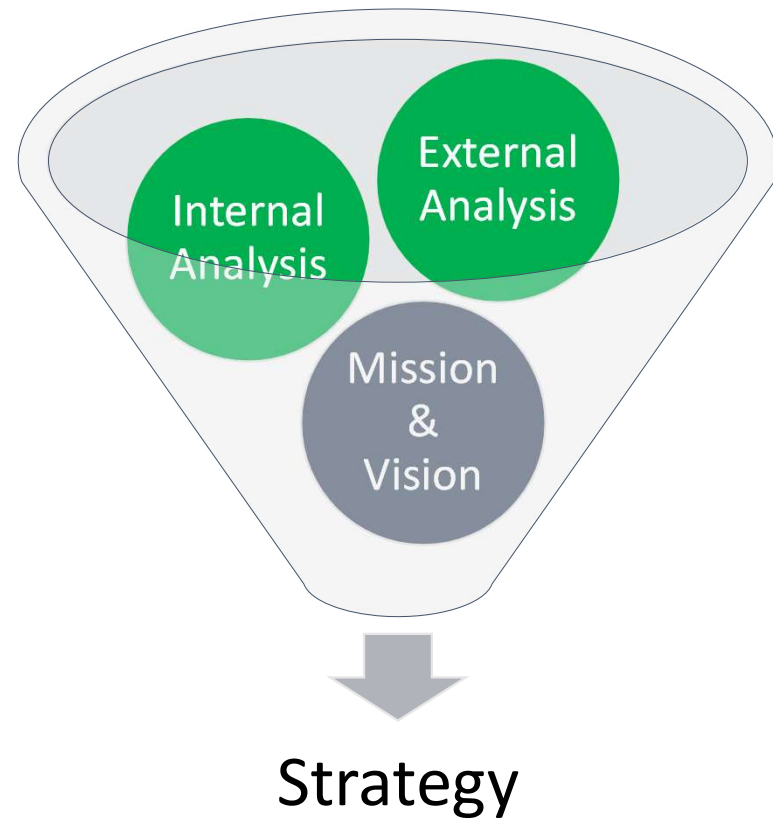 External
Analysis
Internal
Analysis
Mission
&
Vision
Strategy